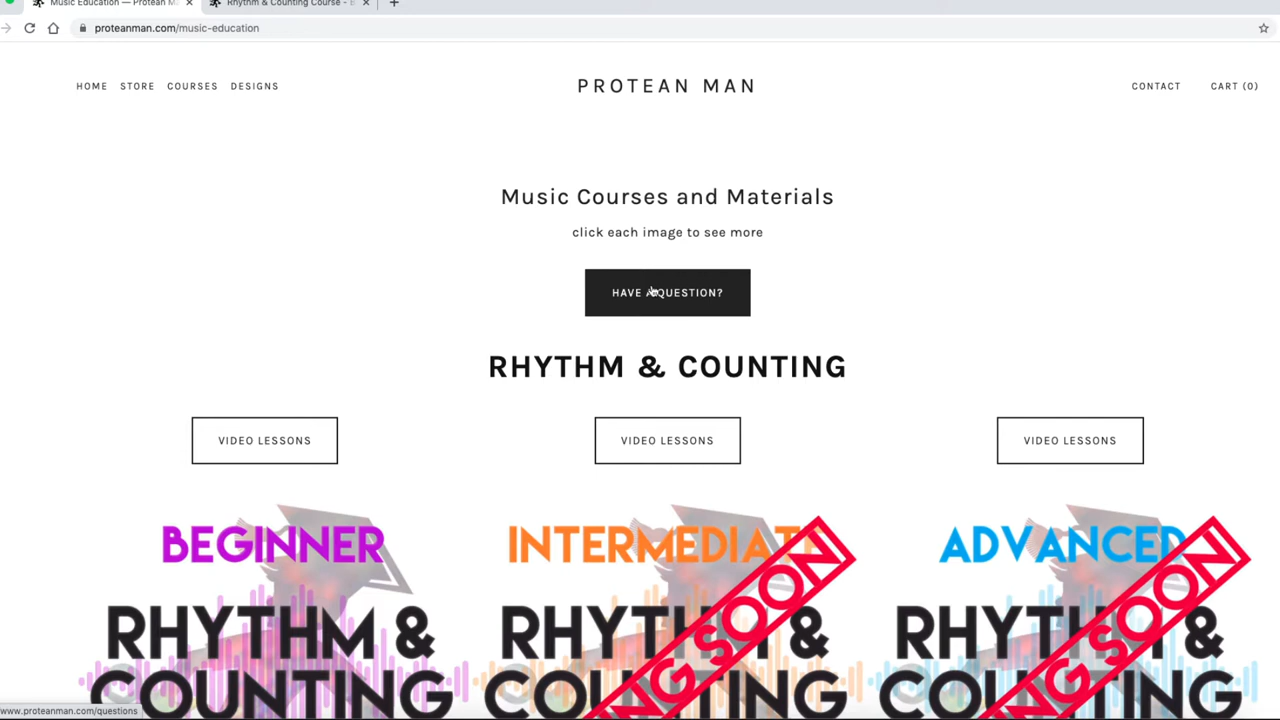 Music Education — Protean M
Rhythm & Counting Course - B
proteanman.com/music-education
HOME STORE COURSES DESIGNS
PROTEAN MAN
CONTACT CART (0)
Music Courses and Materials
click each image to see more
HAVE A QUESTION?
RHYTHM & COUNTING
VIDEO LESSONS
VIDEO LESSONS
VIDEO LESSONS
BEGINNER
RHYTHM &
COUNTING
INTERMEDIATE
RHYTHM &
COUNTING
NG SOON
ADVANCED
RHYTHM &
COUNTING
NG SOON
www.proteanman.com/questions